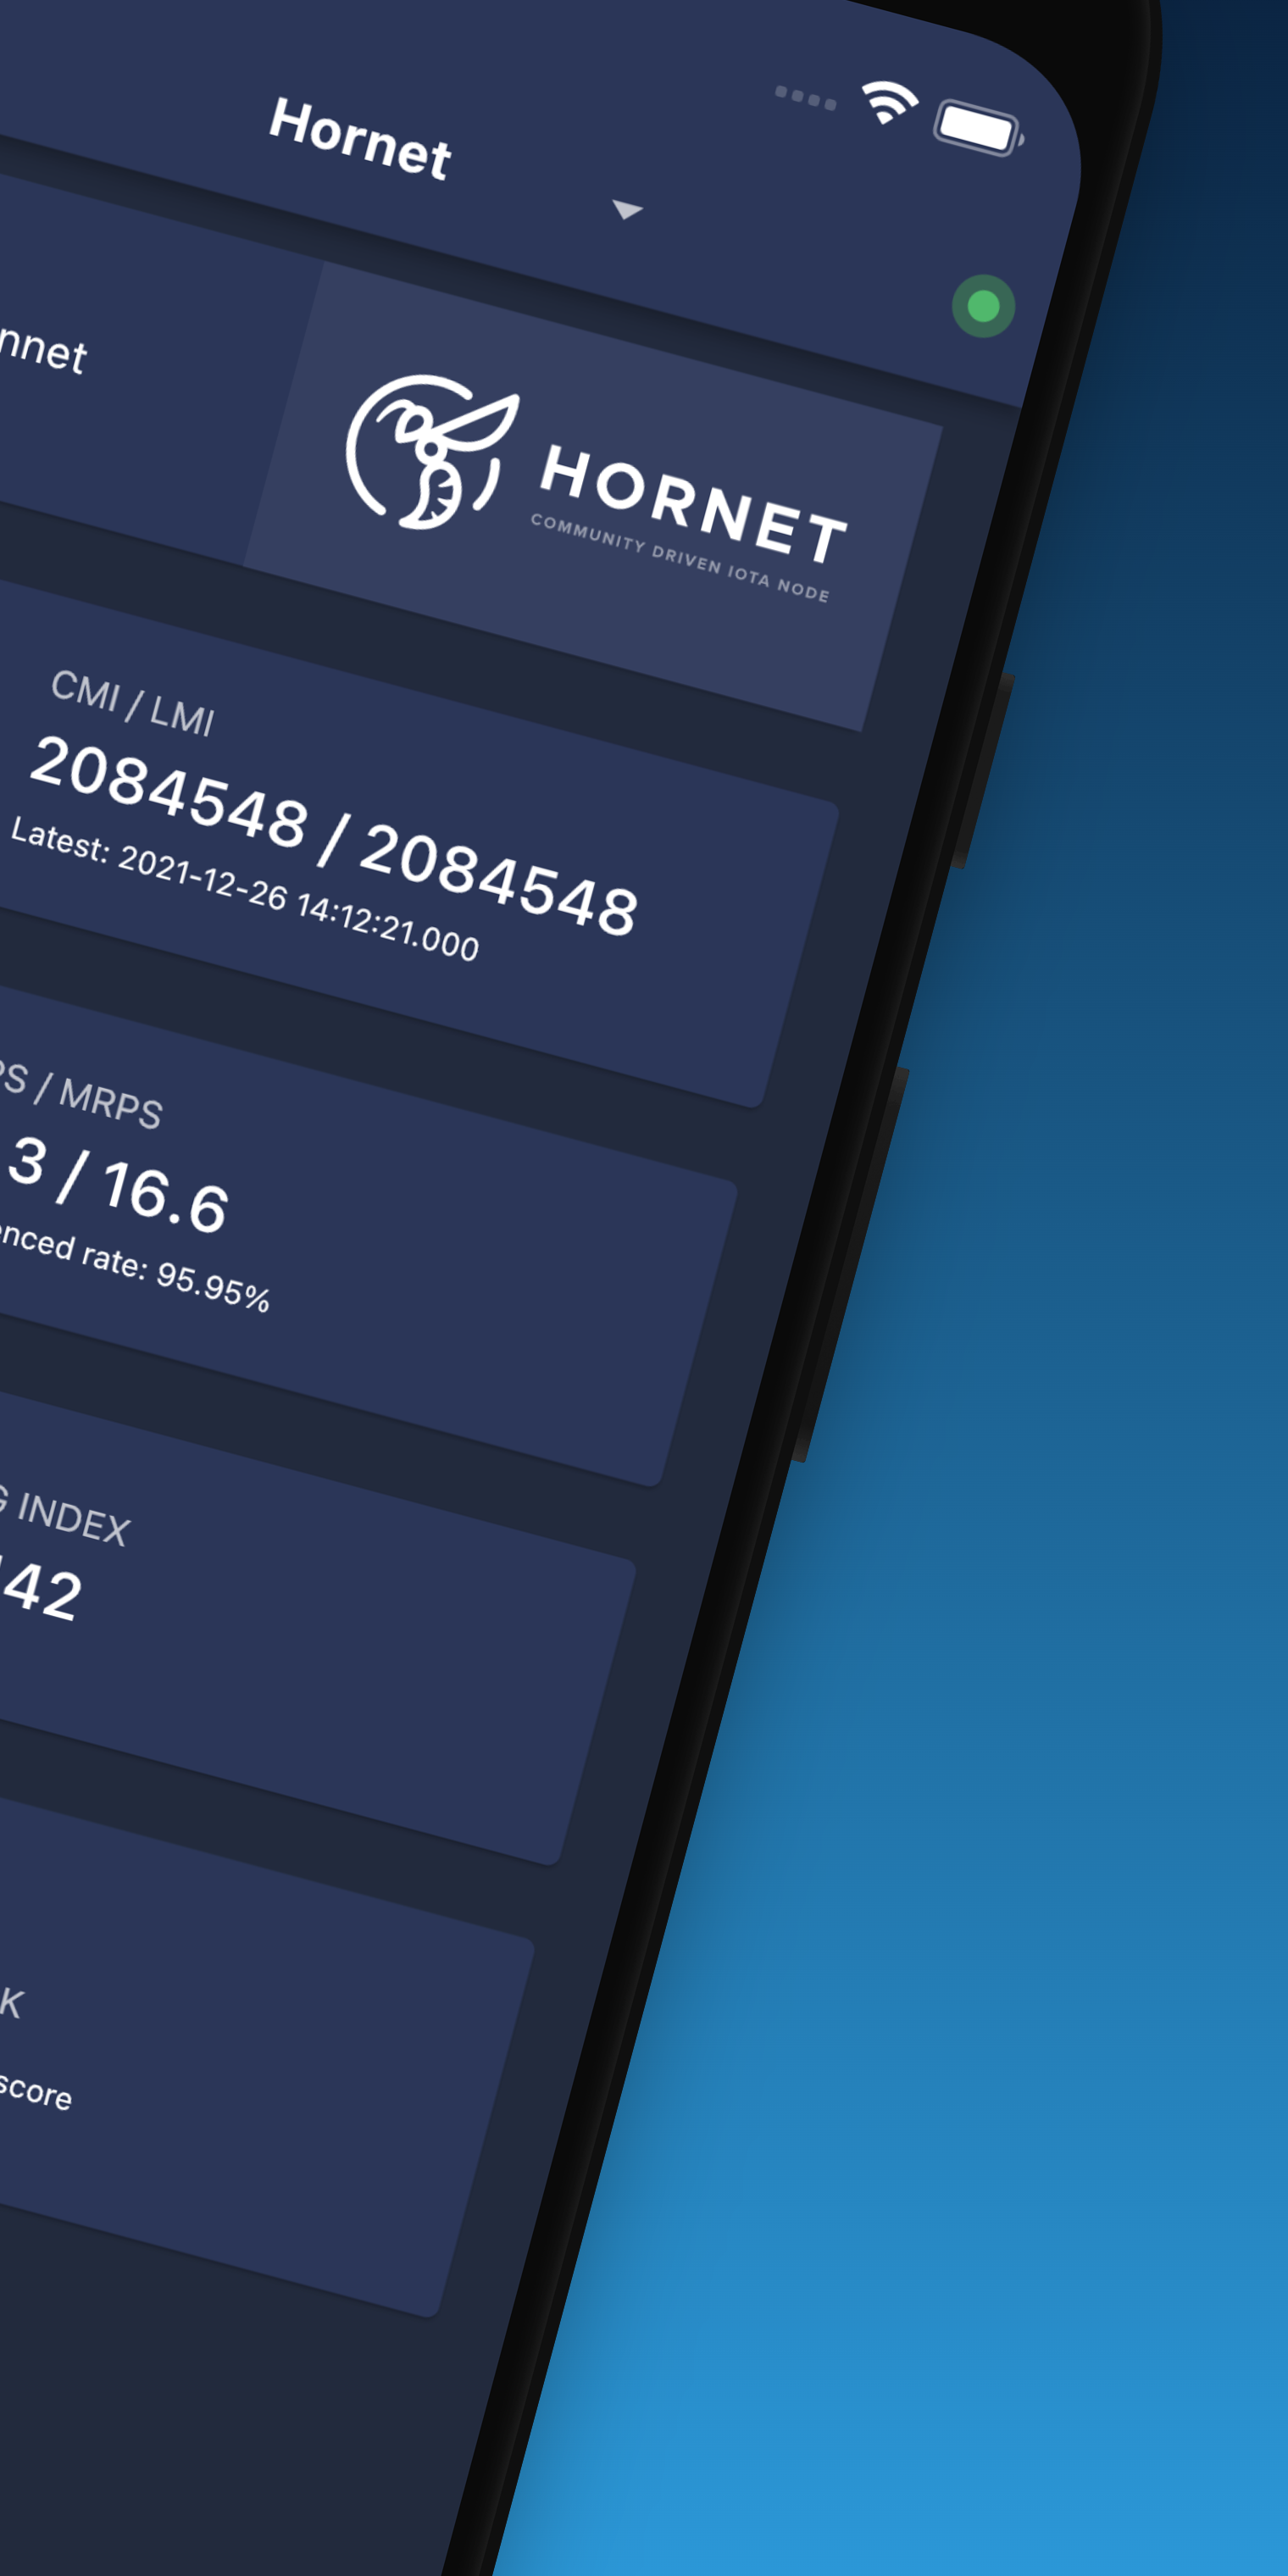 Hornet
nnet
HORNET
COMMUNITY DRIVEN IOTA NODE
CMI / LMI
2084548 / 2084548
Latest: 2021-12-26 14:12:21.000
PS / MRPS
3 / 16.6
enced rate: 95.95%
G INDEX
42
K
score